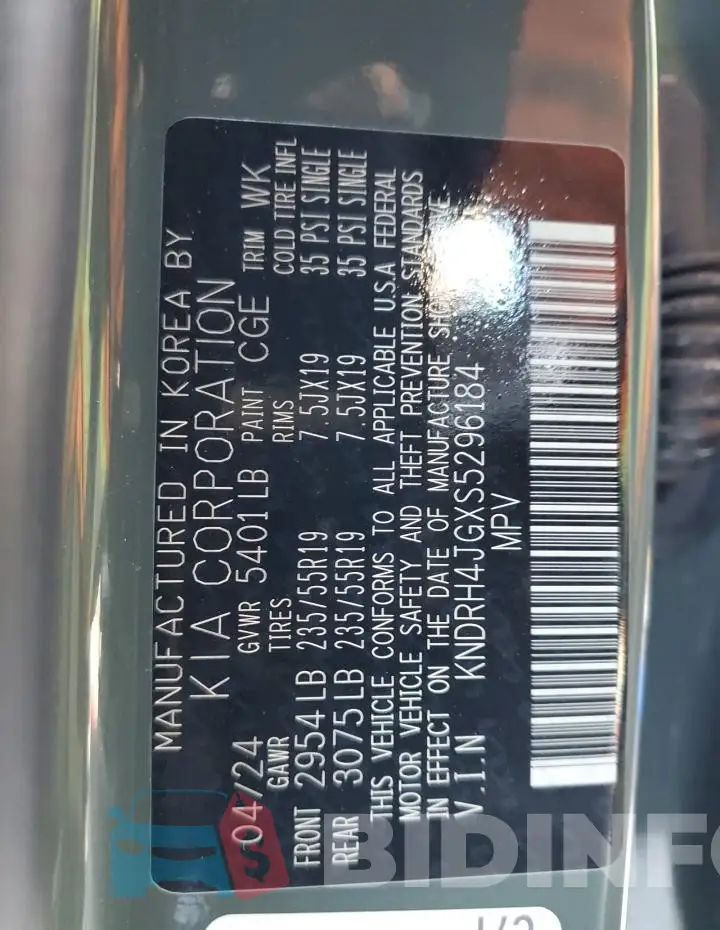 MANUFACTURED IN KOREA BY
KIA CORPORATION
04/24 GVWR 5401LB PAINT CGE TRIM WK
GAWR TIRES RIMS COLD TIRE INFL
FRONT 2954LB 235/55R19 7.5JX19 35 PSI SINGLE
REAR 3075LB 235/55R19 7.5JX19 35 PSI SINGLE
THIS VEHICLE CONFORMS TO ALL APPLICABLE U.S.A FEDERAL
MOTOR VEHICLE SAFETY AND THEFT PREVENTION STANDARDS
IN EFFECT ON THE DATE OF MANUFACTURE
V.I.N KNDRH4JGXS5296184
MPV
BIDINFO